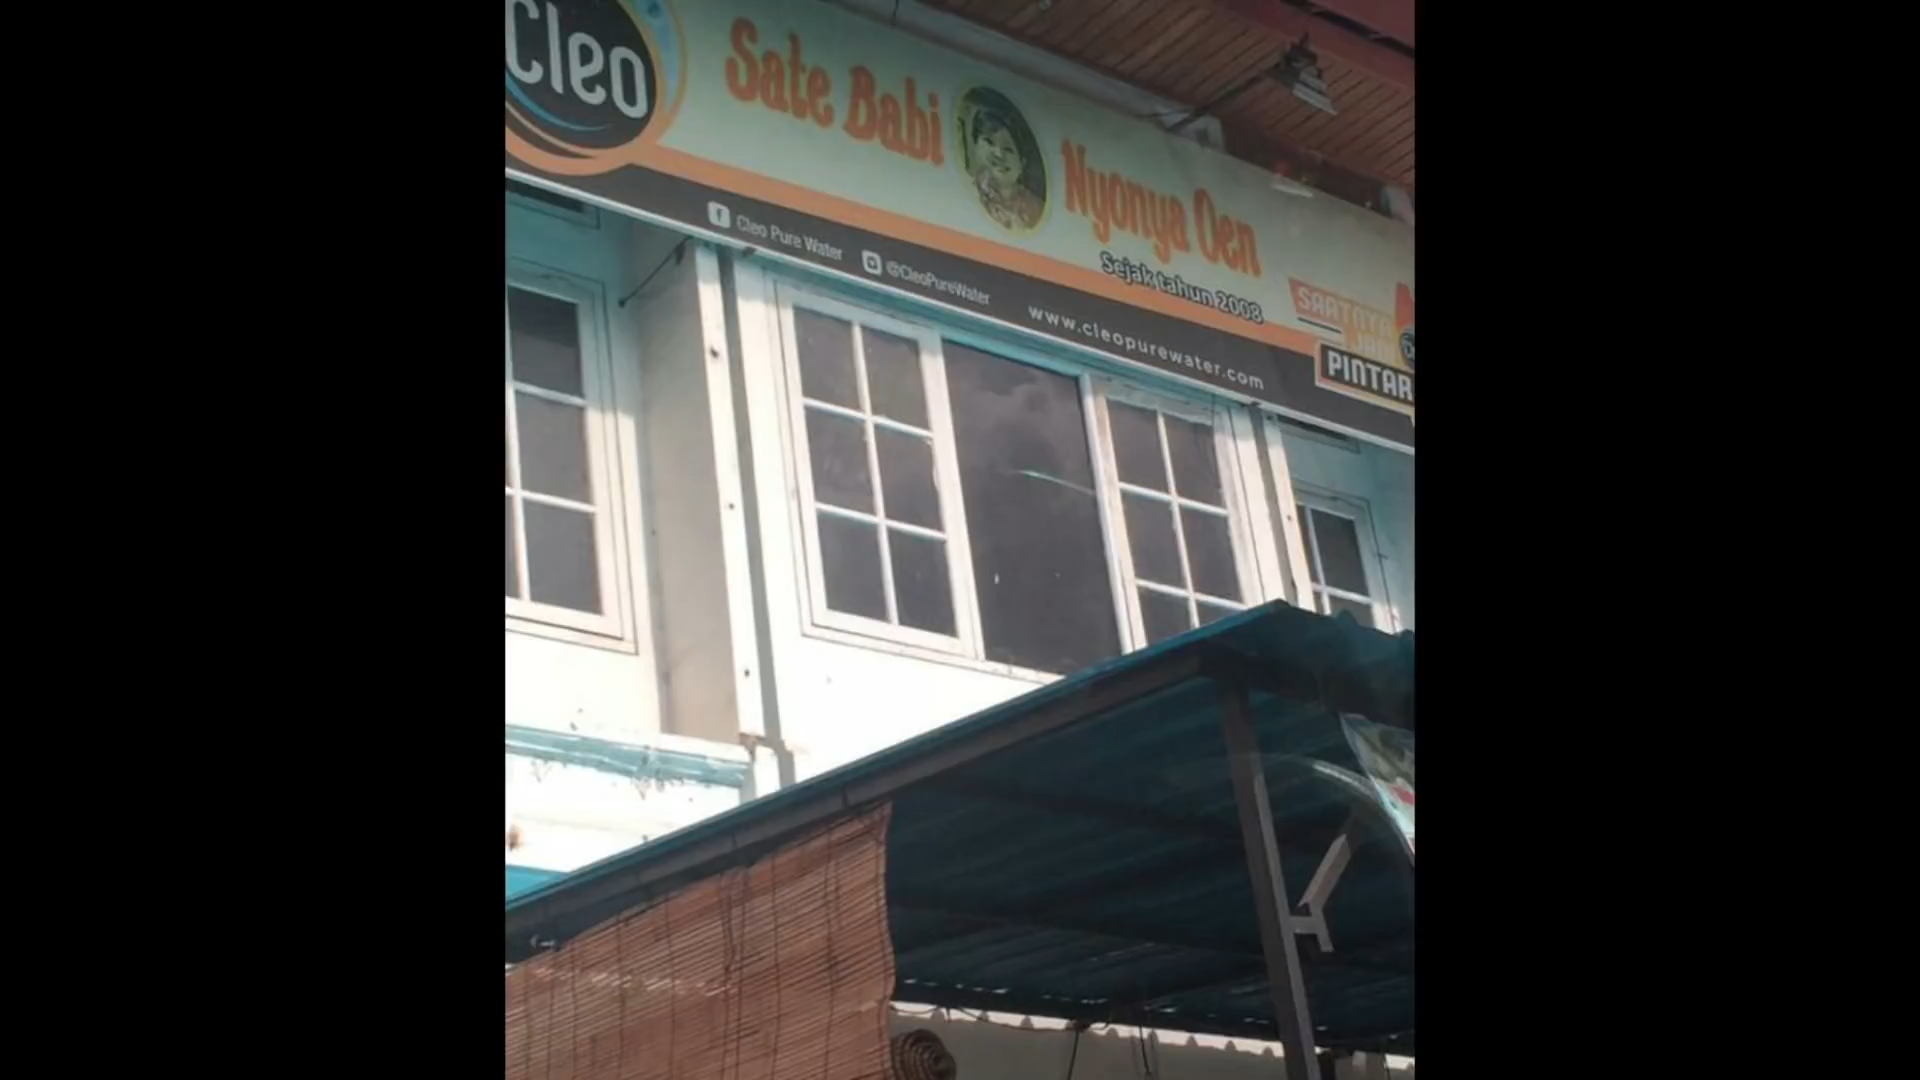 Cleo
Sate Babi Nyonya Oen
Sejak tahun 2008
Cleo Pure Water @CleoPureWater www.cleopurewater.com
PINTAR